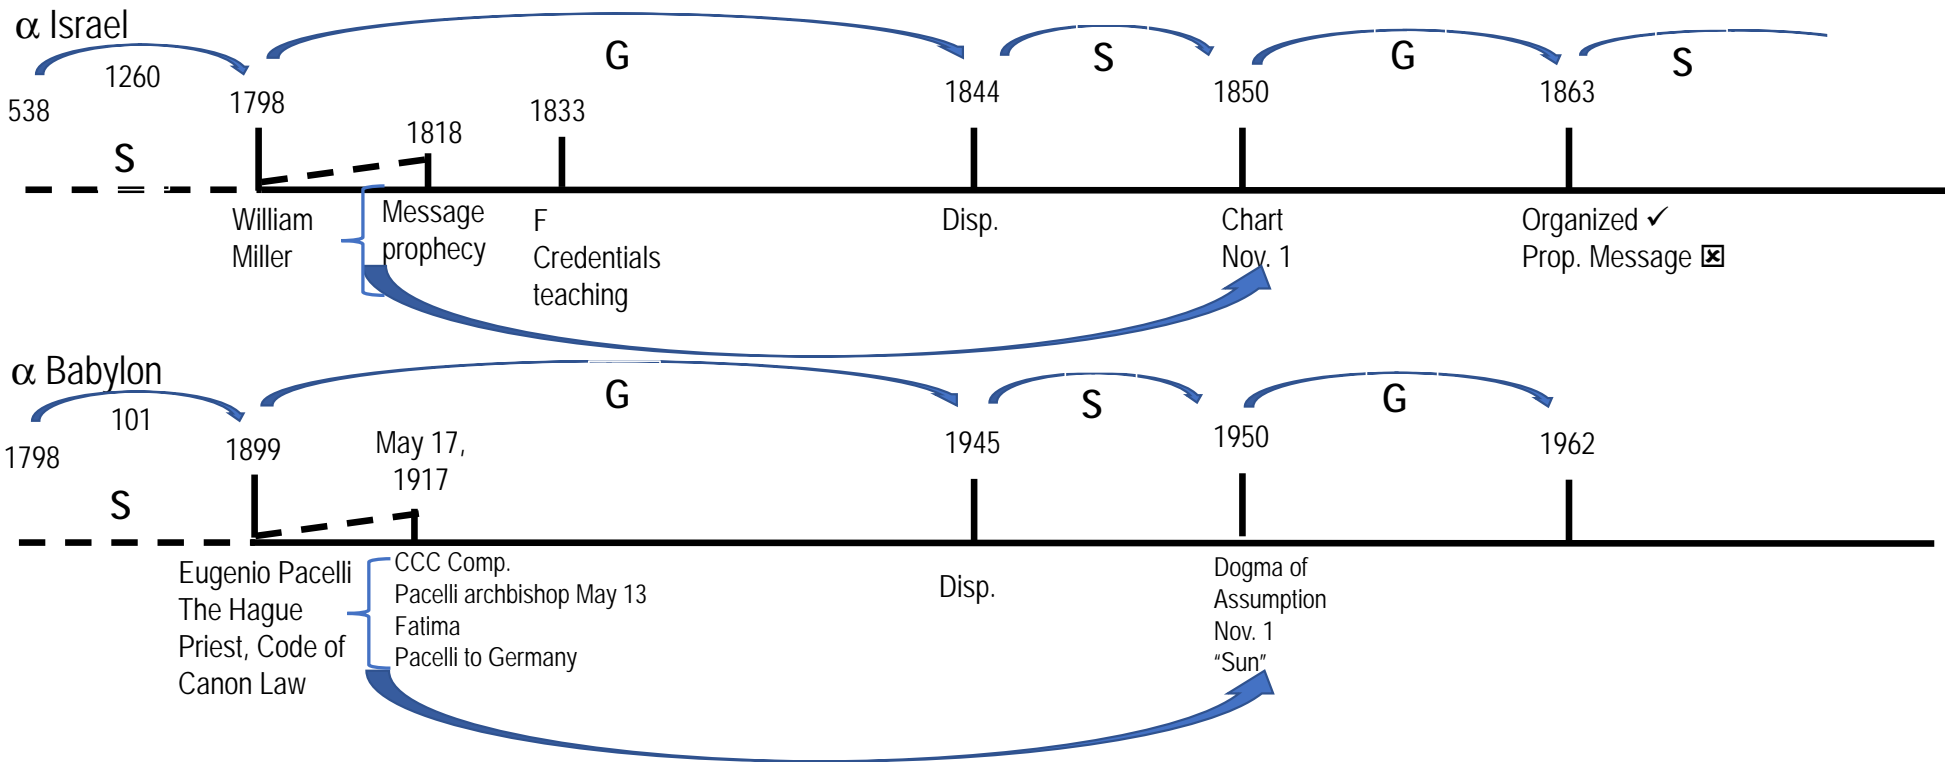 α Israel
G
S
G
S
1260
538
1798
1818
1833
1844
1850
1863
S
William
Miller
Message
prophecy
F
Credentials
teaching
Disp.
Chart
Nov. 1
Organized ✓
Prop. Message ☒
α Babylon
G
S
G
101
1798
1899
May 17,
1917
1945
1950
1962
S
Eugenio Pacelli
The Hague
Priest, Code of
Canon Law
CCC Comp.
Pacelli archbishop May 13
Fatima
Pacelli to Germany
Disp.
Dogma of
Assumption
Nov. 1
“Sun”